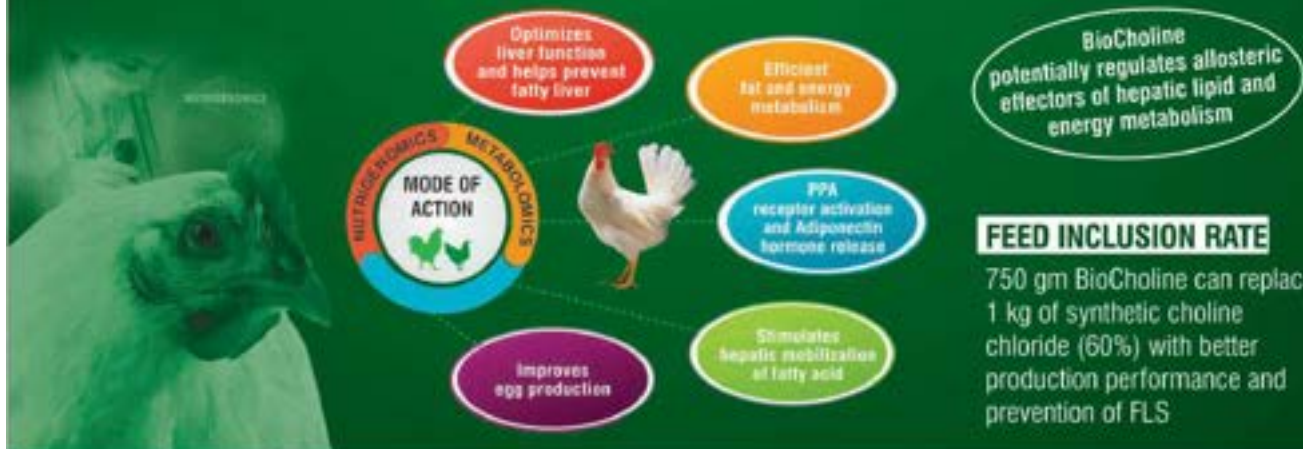 Optimizes
liver function
and helps prevent
fatty liver
Efficient
fat and energy
metabolism
BioCholine
potentially regulates allosteric
effectors of hepatic lipid and
energy metabolism
NUTRIGENOMICS
METABOLOMICS
MODE OF
ACTION
PPA
receptor activation
and Adiponectin
hormone release
Improves
egg production
Stimulates
hepatic mobilization
of fatty acid
FEED INCLUSION RATE
750 gm BioCholine can replac
1 kg of synthetic choline
chloride (60%) with better
production performance and
prevention of FLS